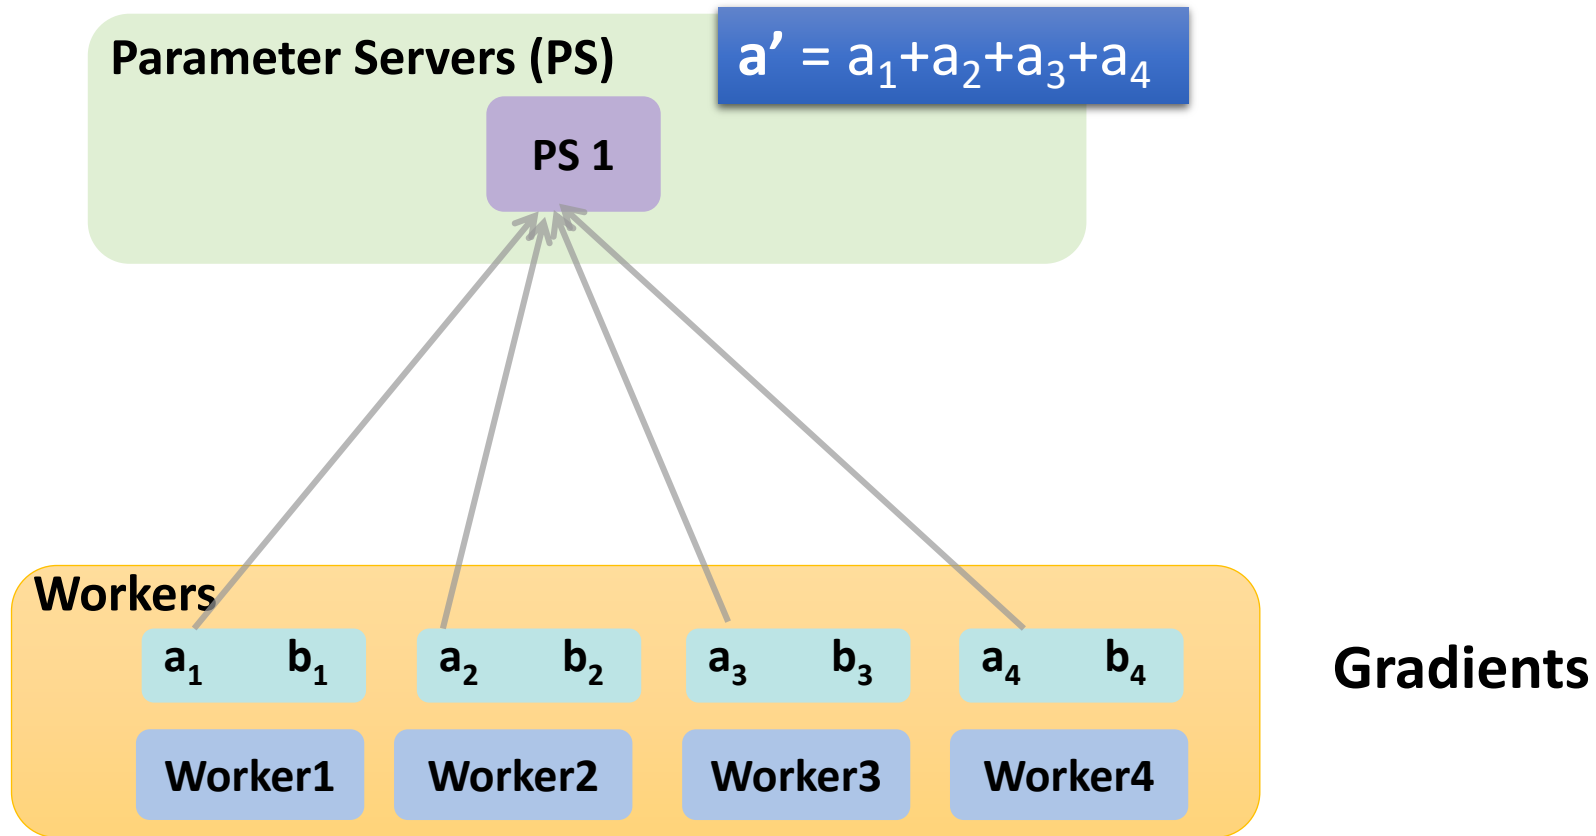 Parameter Servers (PS)
a’ = a₁+a₂+a₃+a₄
PS 1
Workers
a₁ b₁ a₂ b₂ a₃ b₃ a₄ b₄
Gradients
Worker1 Worker2 Worker3 Worker4